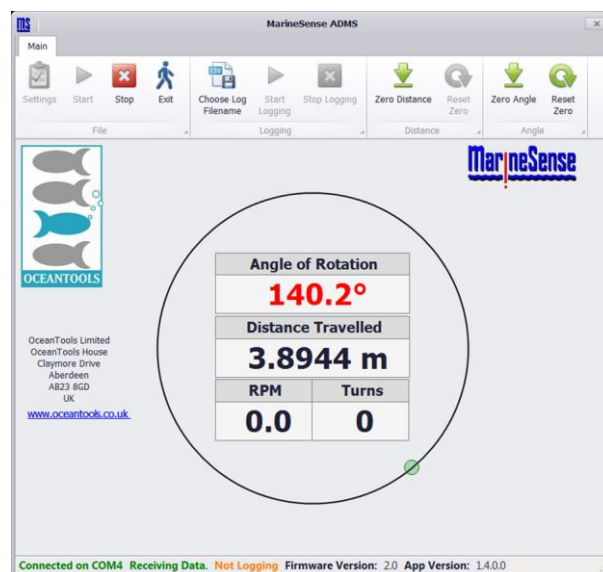 ms
MarineSense ADMS
Main
Settings Start Stop Exit Choose Log Filename Start Logging Stop Logging Zero Distance Reset Zero Zero Angle Reset Zero
File Logging Distance Angle
MarineSense
OCEANTOOLS
Angle of Rotation
140.2°
Distance Travelled
3.8944 m
RPM Turns
0.0 0
OceanTools Limited
OceanTools House
Claymore Drive
Aberdeen
AB23 8GD
UK
www.oceantools.co.uk
Connected on COM4 Receiving Data. Not Logging Firmware Version: 2.0 App Version: 1.4.0.0